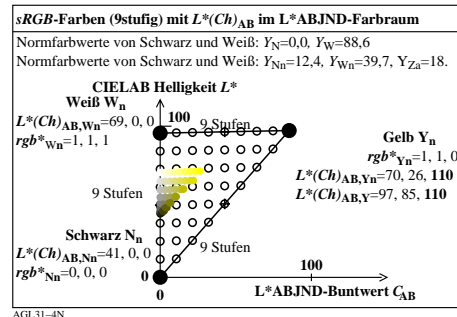 sRGB-Farben (9stufig) mit L*(Ch)AB im L*ABJND-Farbraum
Normfarbwerte von Schwarz und Weiß: YN=0,0, YW=88,6
Normfarbwerte von Schwarz und Weiß: YNn=12,4, YWn=39,7, YZa=18.
CIELAB Helligkeit L*
Weiß Wn
100
9 Stufen
L*(Ch)AB,Wn=69, 0, 0
rgb*Wn=1, 1, 1
Gelb Yn
rgb*Yn=1, 1, 0
L*(Ch)AB,Yn=70, 26, 110
L*(Ch)AB,Y=97, 85, 110
9 Stufen
Schwarz Nn
9 Stufen
L*(Ch)AB,Nn=41, 0, 0
rgb*Nn=0, 0, 0
0
100
0
L*ABJND-Buntwert CAB
AGL31-4N